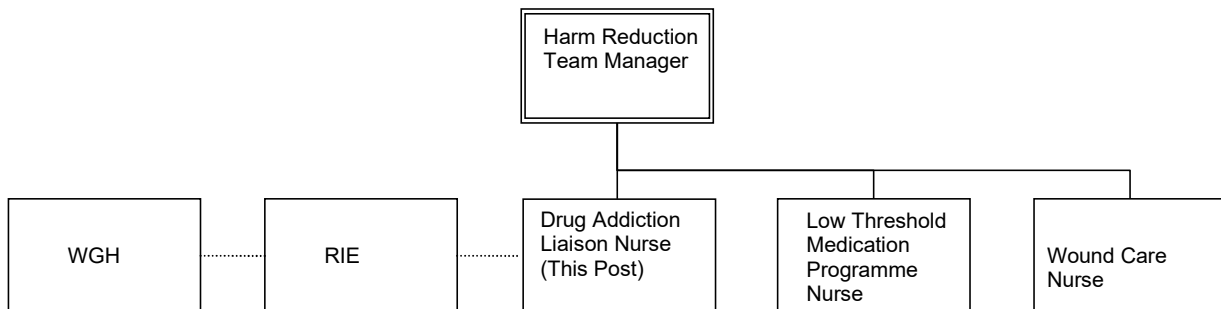 Harm Reduction
Team Manager
WGH
RIE
Drug Addiction
Liaison Nurse
(This Post)
Low Threshold
Medication
Programme
Nurse
Wound Care
Nurse